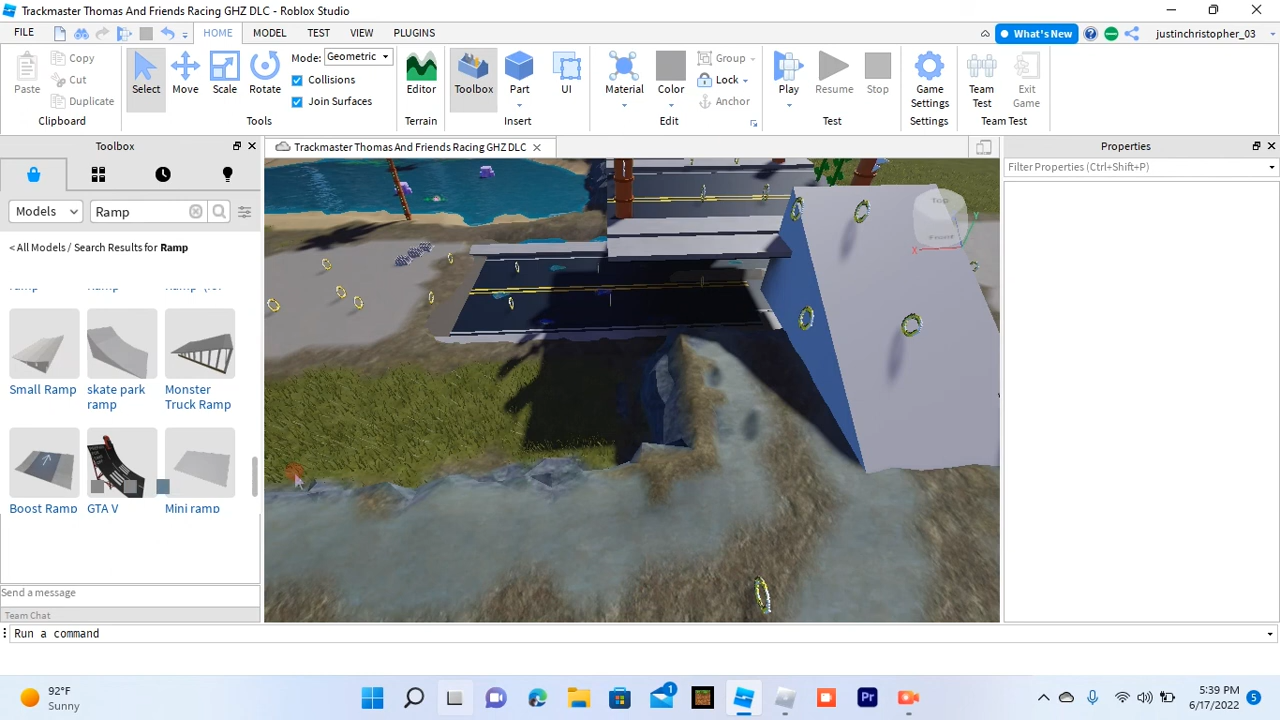 Trackmaster Thomas And Friends Racing GHZ DLC - Roblox Studio
FILE HOME MODEL TEST VIEW PLUGINS What's New justinchristopher_03
Paste Copy Cut Duplicate Clipboard
Select Move Scale Rotate Mode: Geometric Collisions Join Surfaces Tools
Editor Terrain
Toolbox Part UI Insert
Material Color Group Lock Anchor Edit
Play Resume Stop Test
Game Settings Settings
Team Test Exit Game Team Test
Toolbox
Trackmaster Thomas And Friends Racing GHZ DLC
Properties
Filter Properties (Ctrl+Shift+P)
Models Ramp
< All Models / Search Results for Ramp
Small Ramp
skate park ramp
Monster Truck Ramp
Boost Ramp
GTA V
Mini ramp
Top
Front
X
Y
Send a message
Team Chat
Run a command
92°F
Sunny
1
Pr
5:39 PM
6/17/2022
5